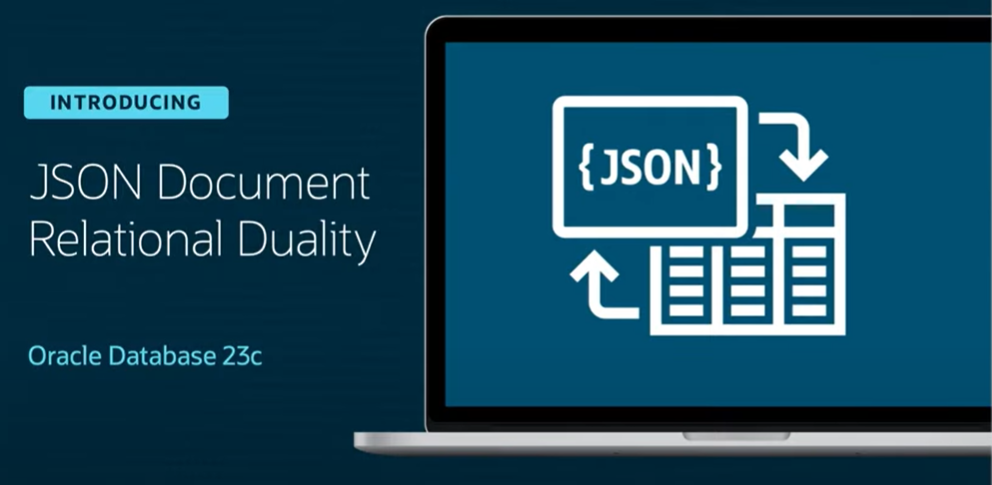 INTRODUCING
JSON Document
Relational Duality
Oracle Database 23c
{JSON}